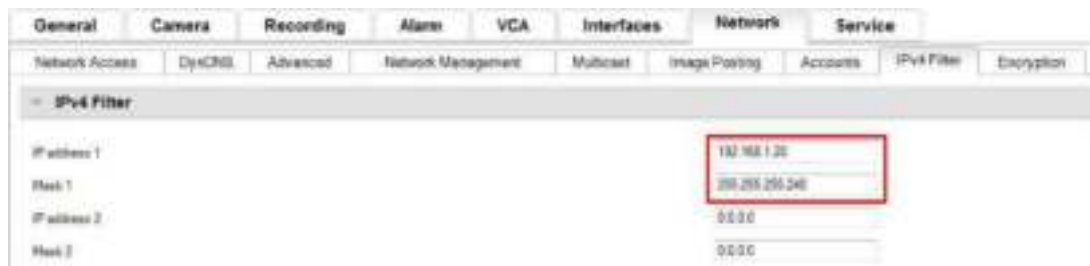 General Camera Recording Alarm VCA Interfaces Network Service
Network Access DynDNS Advanced Network Management Multicast Image Posting Accounts IPv4 Filter Encryption
IPv4 Filter
IP address 1 192.168.1.20
Mask 1 255.255.255.240
IP address 2 0.0.0.0
Mask 2 0.0.0.0